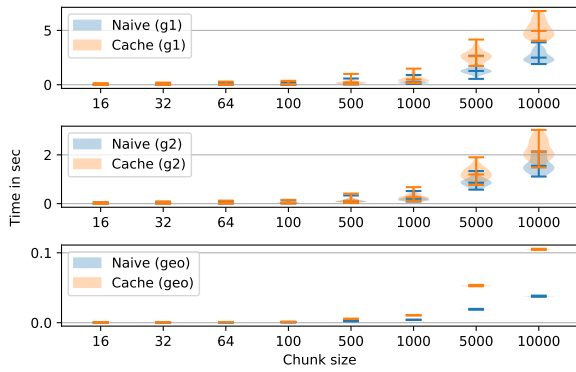 Naive (g1)
Cache (g1)
5
0
16 32 64 100 500 1000 5000 10000
Time in sec
Naive (g2)
Cache (g2)
2
0
16 32 64 100 500 1000 5000 10000
Naive (geo)
Cache (geo)
0.1
0.0
16 32 64 100 500 1000 5000 10000
Chunk size